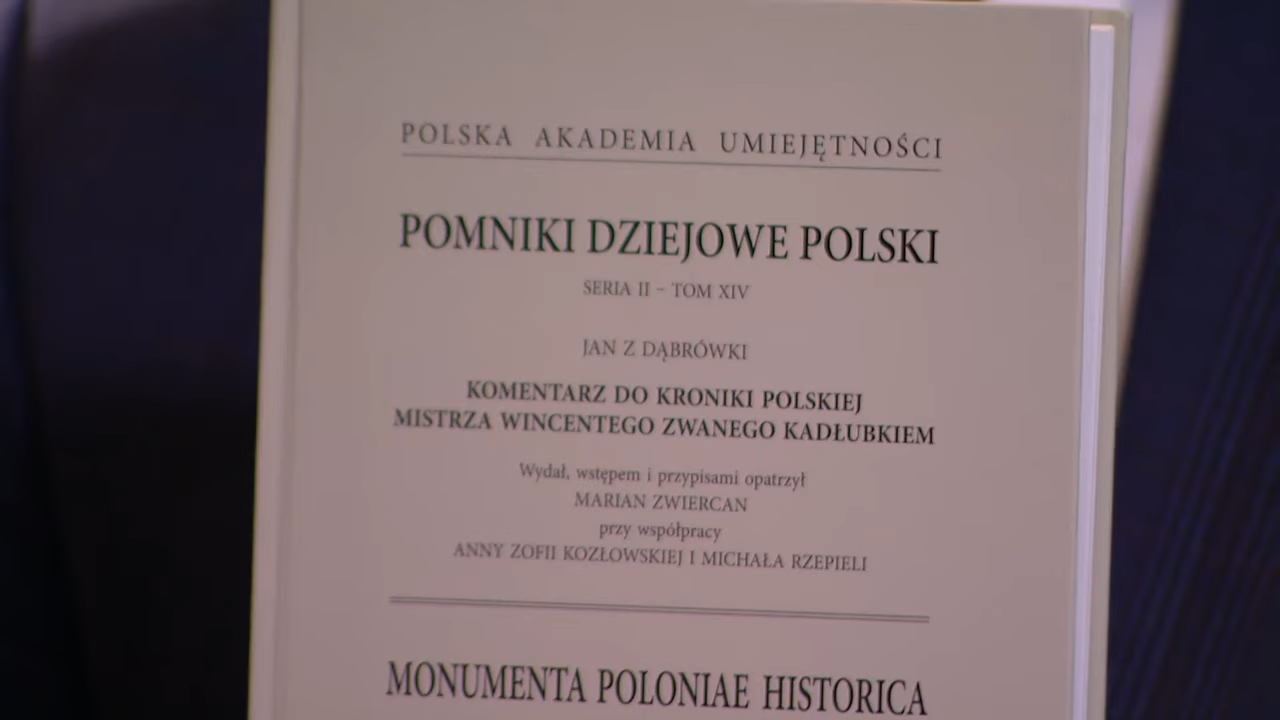 POLSKA AKADEMIA UMIEJĘTNOŚCI
POMNIKI DZIEJOWE POLSKI
SERIA II – TOM XIV
JAN Z DĄBRÓWKI
KOMENTARZ DO KRONIKI POLSKIEJ
MISTRZA WINCENTEGO ZWANEGO KADŁUBKIEM
Wydał, wstępem i przypisami opatrzył
MARIAN ZWIERCAN
przy współpracy
ANNY ZOFII KOZŁOWSKIEJ I MICHAŁA RZEPIELI
MONUMENTA POLONIAE HISTORICA